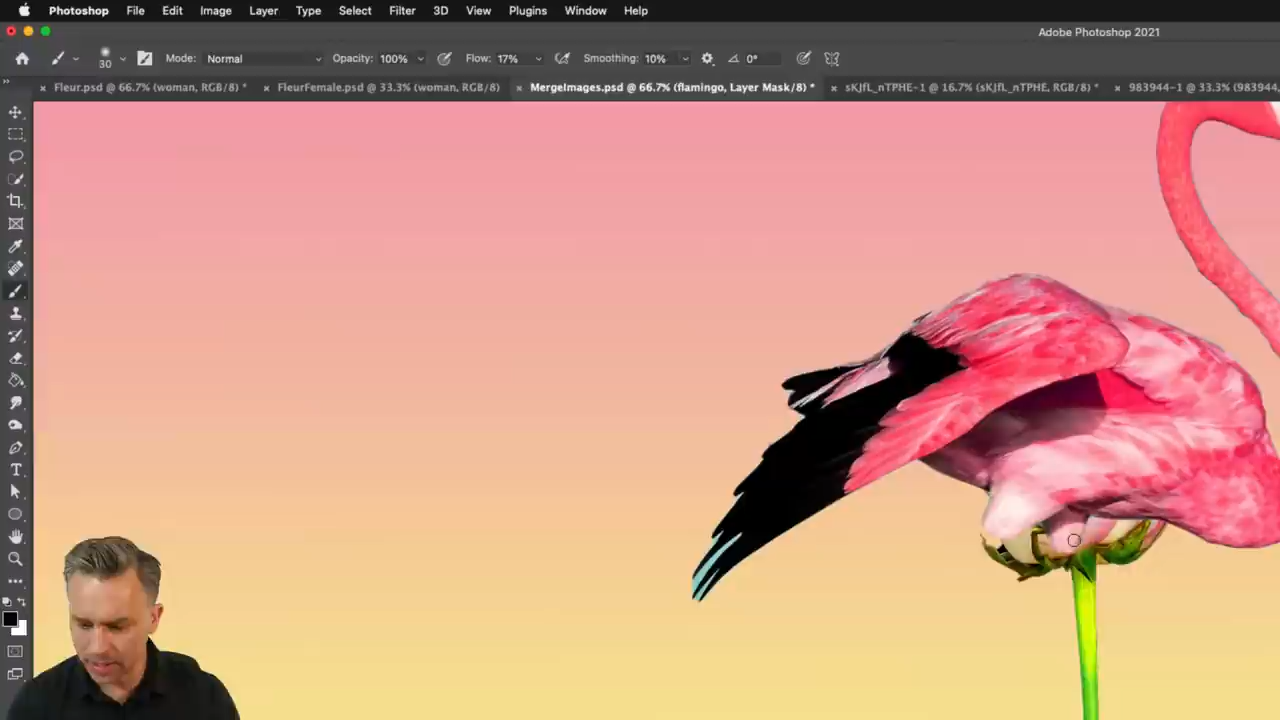 Photoshop File Edit Image Layer Type Select Filter 3D View Plugins Window Help
Adobe Photoshop 2021
30 Mode: Normal Opacity: 100% Flow: 17% Smoothing: 10% 0°
Fleur.psd @ 66.7% (woman, RGB/8) * FleurFemale.psd @ 33.3% (woman, RGB/8) MergeImages.psd @ 66.7% (flamingo, Layer Mask/8) * sKJfL_nTPHE-1 @ 16.7% (sKJfL_nTPHE, RGB/8) * 983944-1 @ 33.3% (983944,